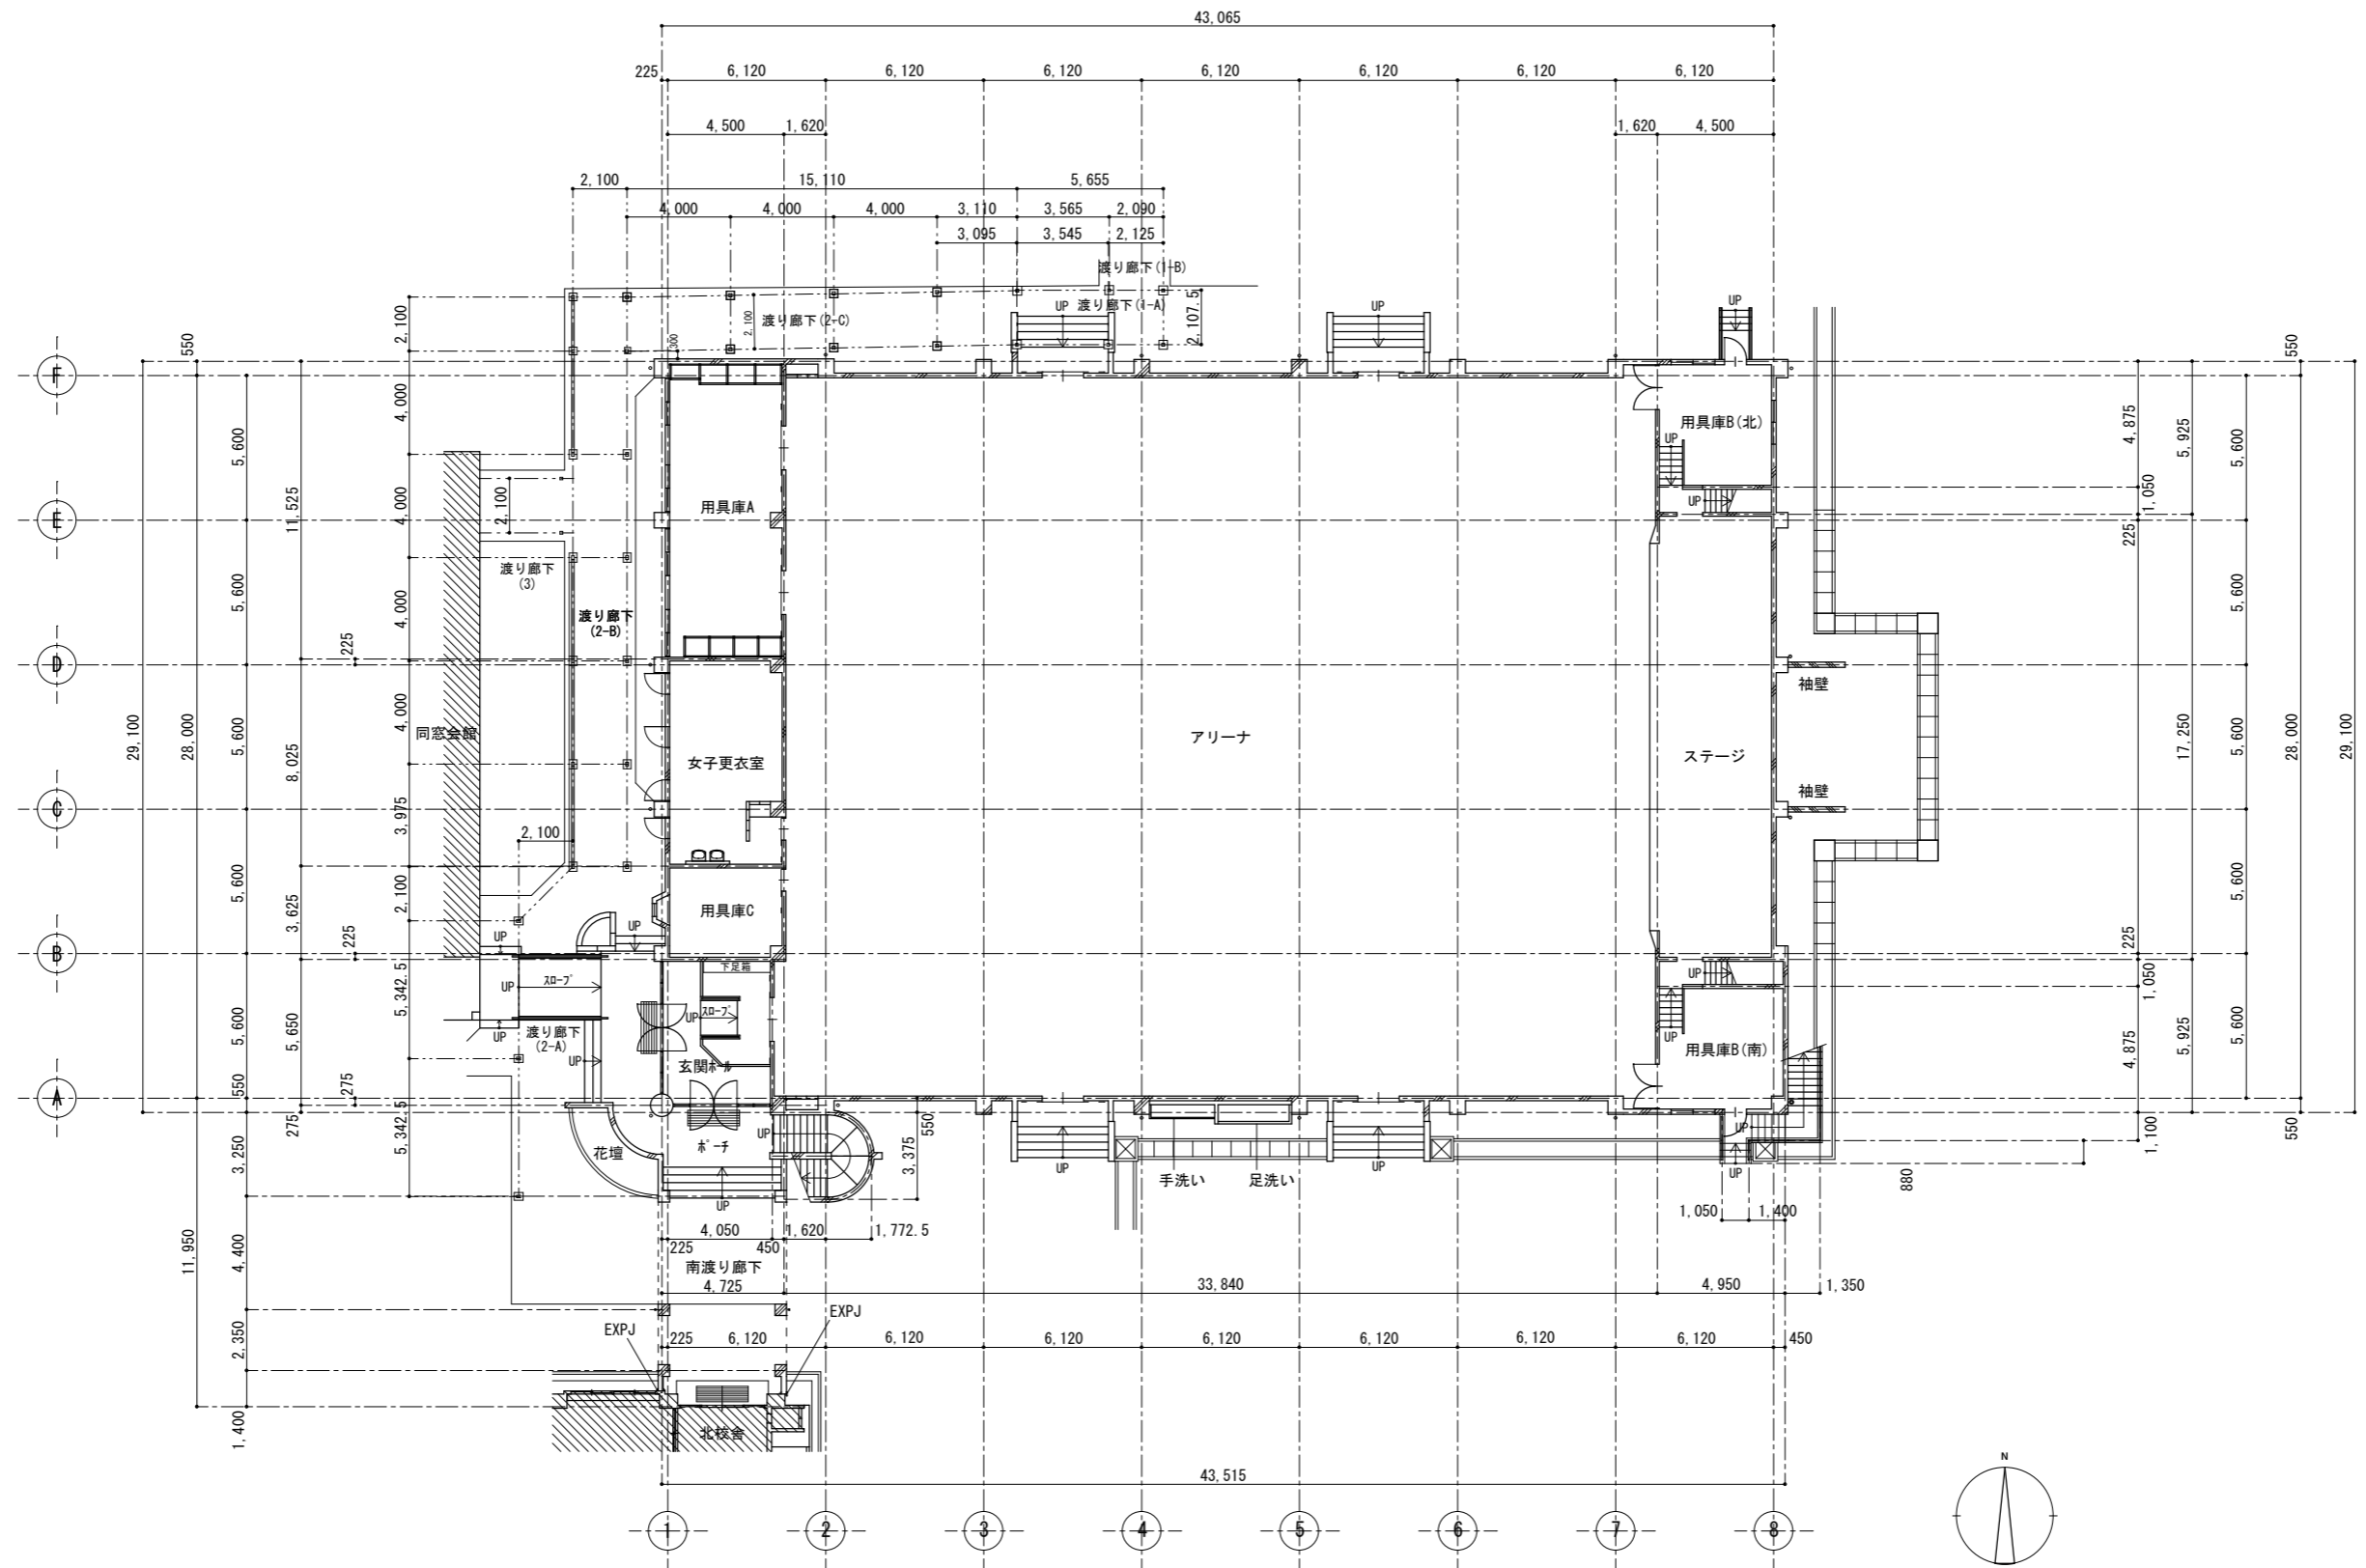 43,065
225 6,120 6,120 6,120 6,120 6,120 6,120 6,120
4,500 1,620 1,620 4,500
2,100 15,110 5,655
4,000 4,000 4,000 3,110 3,565 2,090
3,095 3,545 2,125
渡り廊下(1-B)
UP 渡り廊下(1-A)
渡り廊下(2-C)
2,100
300
2,107.5
UP
UP
F
E
D
C
B
A
550
29,100
28,000
5,600
5,600
5,600
5,600
5,600
550
3,250
4,400
2,350
1,400
11,950
11,525
225
8,025
3,625
225
5,650
275
275
2,100
4,000
4,000
4,000
4,000
3,975
2,100
5,342.5
5,342.5
2,100
2,100
用具庫A
渡り廊下
(3)
渡り廊下
(2-B)
同窓会館
女子更衣室
用具庫C
UP
UP
スロープ
UP
UP
渡り廊下
(2-A)
UP
下足箱
スロープ
UP
玄関ホール
ポーチ
UP
花壇
UP
アリーナ
ステージ
用具庫B(北)
UP
UP
袖壁
袖壁
UP
UP
用具庫B(南)
UP
UP
UP
UP
手洗い
足洗い
550
4,875
5,925
5,600
1,050
225
5,600
17,250
5,600
28,000
29,100
5,600
225
1,050
4,875
5,925
5,600
1,100
550
880
550
3,375
1,050 1,400
4,050 1,620 1,772.5
225 450
南渡り廊下
4,725 33,840 4,950 1,350
EXPJ
EXPJ
225 6,120 6,120 6,120 6,120 6,120 6,120 6,120 450
北校舎
43,515
N
1 2 3 4 5 6 7 8